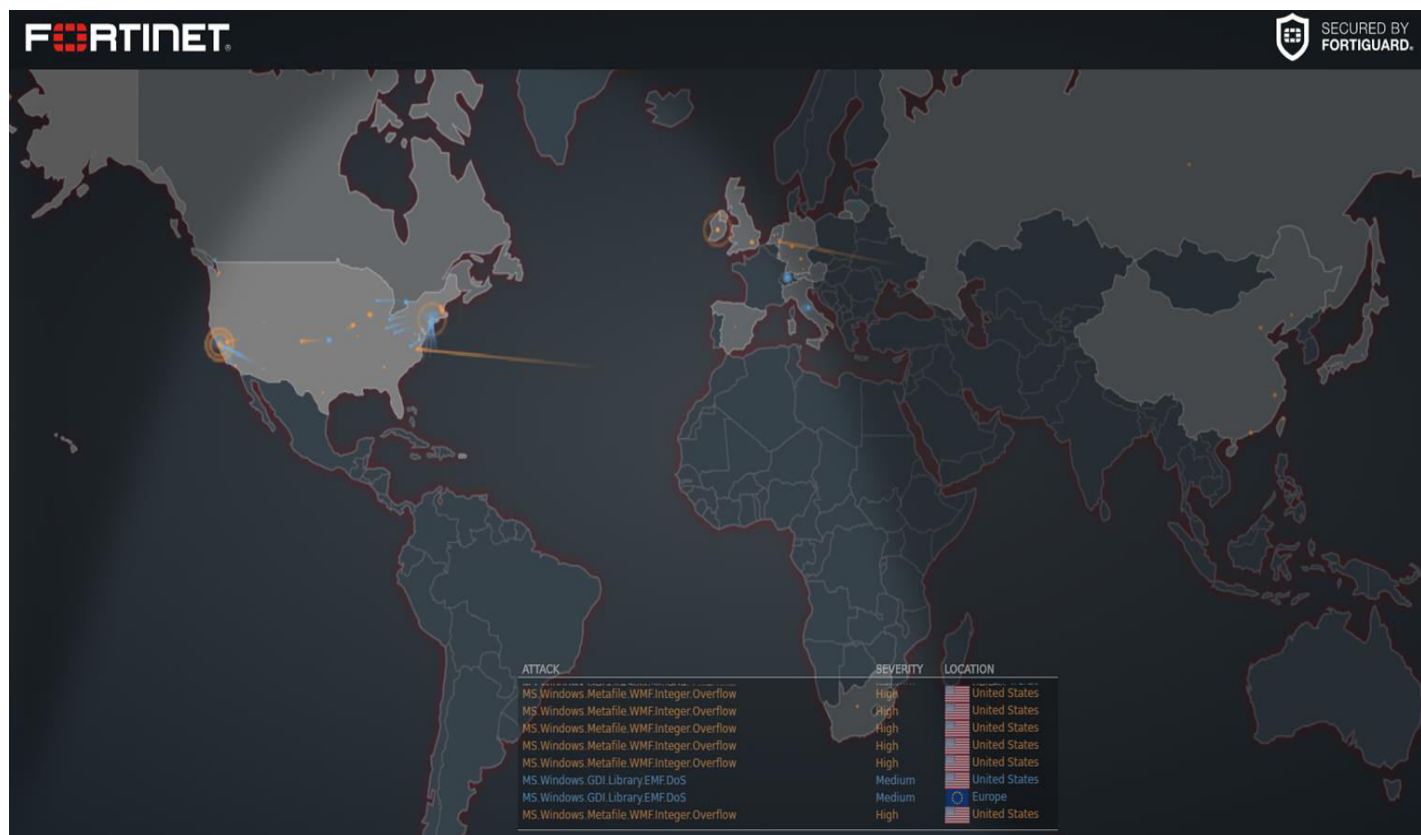 FORTINET®
SECURED BY
FORTIGUARD®
ATTACK SEVERITY LOCATION
MS.Windows.Metafile.WMF.Integer.Overflow High United States
MS.Windows.Metafile.WMF.Integer.Overflow High United States
MS.Windows.Metafile.WMF.Integer.Overflow High United States
MS.Windows.Metafile.WMF.Integer.Overflow High United States
MS.Windows.Metafile.WMF.Integer.Overflow High United States
MS.Windows.GDI.Library.EMF.DoS Medium United States
MS.Windows.GDI.Library.EMF.DoS Medium Europe
MS.Windows.Metafile.WMF.Integer.Overflow High United States